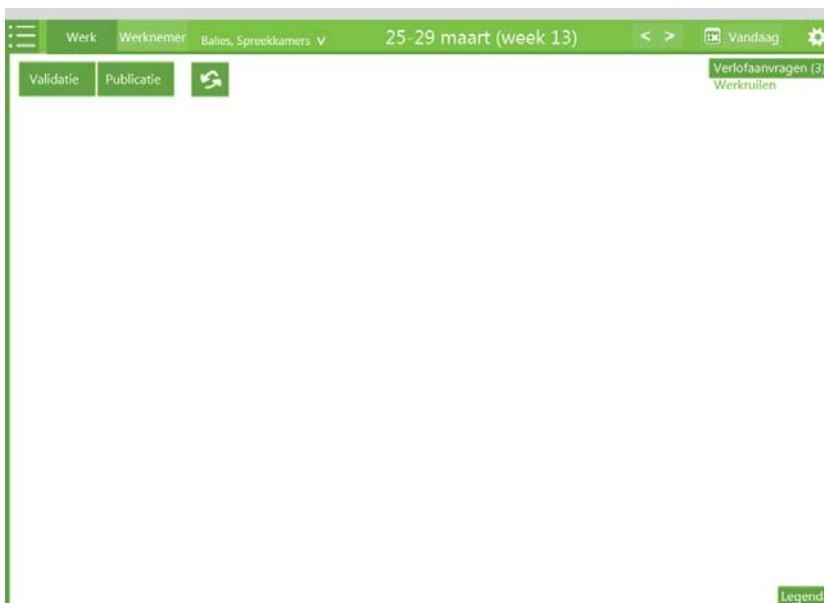 Werk Werknemer Balies, Spreekkamers V 25-29 maart (week 13) < > Vandaag
Validatie Publicatie Verlofaanvragen (3)
Werkruilen
Legend